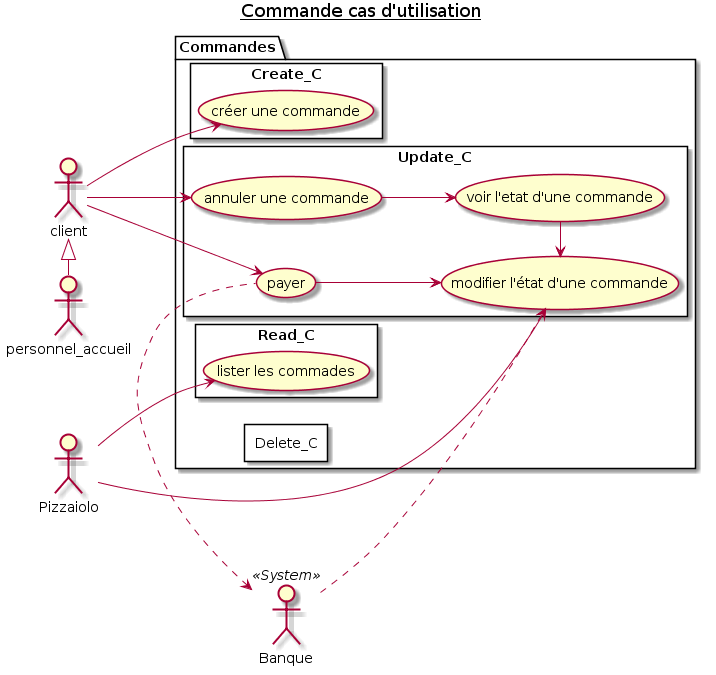 Commande cas d'utilisation
Commandes
Create_C
créer une commande
Update_C
annuler une commande
voir l'etat d'une commande
client
payer
modifier l'état d'une commande
personnel_accueil
Read_C
lister les commades
Delete_C
Pizzaiolo
«System»
Banque